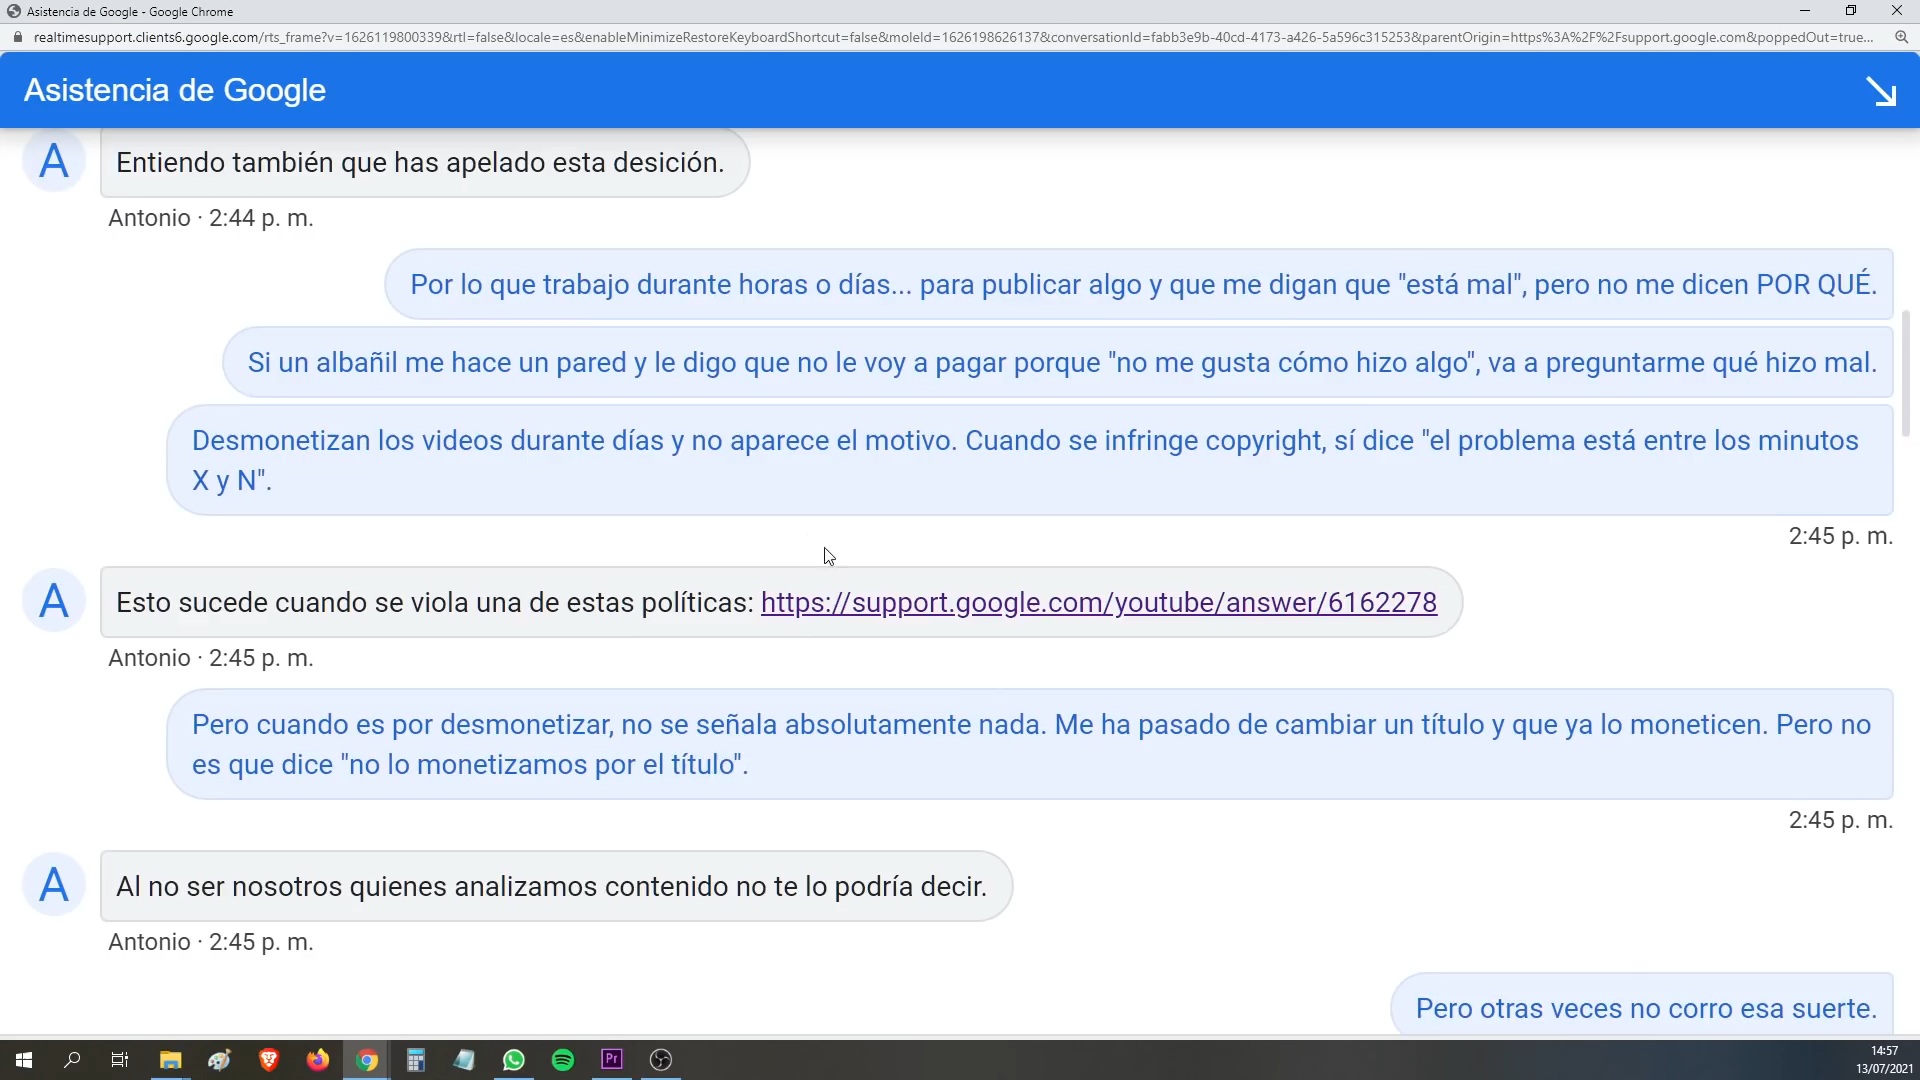 Asistencia de Google - Google Chrome
realtimesupport.clients6.google.com/rts_frame?v=1626119800339&rtl=false&locale=es&enableMinimizeRestoreKeyboardShortcut=false&moleId=1626198626137&conversationId=fabb3e9b-40cd-4173-a426-5a596c315253&parentOrigin=https%3A%2F%2Fsupport.google.com&poppedOut=true...
Asistencia de Google
A
Entiendo también que has apelado esta desición.
Antonio · 2:44 p. m.
Por lo que trabajo durante horas o días... para publicar algo y que me digan que "está mal", pero no me dicen POR QUÉ.
Si un albañil me hace un pared y le digo que no le voy a pagar porque "no me gusta cómo hizo algo", va a preguntarme qué hizo mal.
Desmonetizan los videos durante días y no aparece el motivo. Cuando se infringe copyright, sí dice "el problema está entre los minutos
X y N".
2:45 p. m.
A
Esto sucede cuando se viola una de estas políticas: https://support.google.com/youtube/answer/6162278
Antonio · 2:45 p. m.
Pero cuando es por desmonetizar, no se señala absolutamente nada. Me ha pasado de cambiar un título y que ya lo moneticen. Pero no
es que dice "no lo monetizamos por el título".
2:45 p. m.
A
Al no ser nosotros quienes analizamos contenido no te lo podría decir.
Antonio · 2:45 p. m.
Pero otras veces no corro esa suerte.
Pr
14:57
13/07/2021